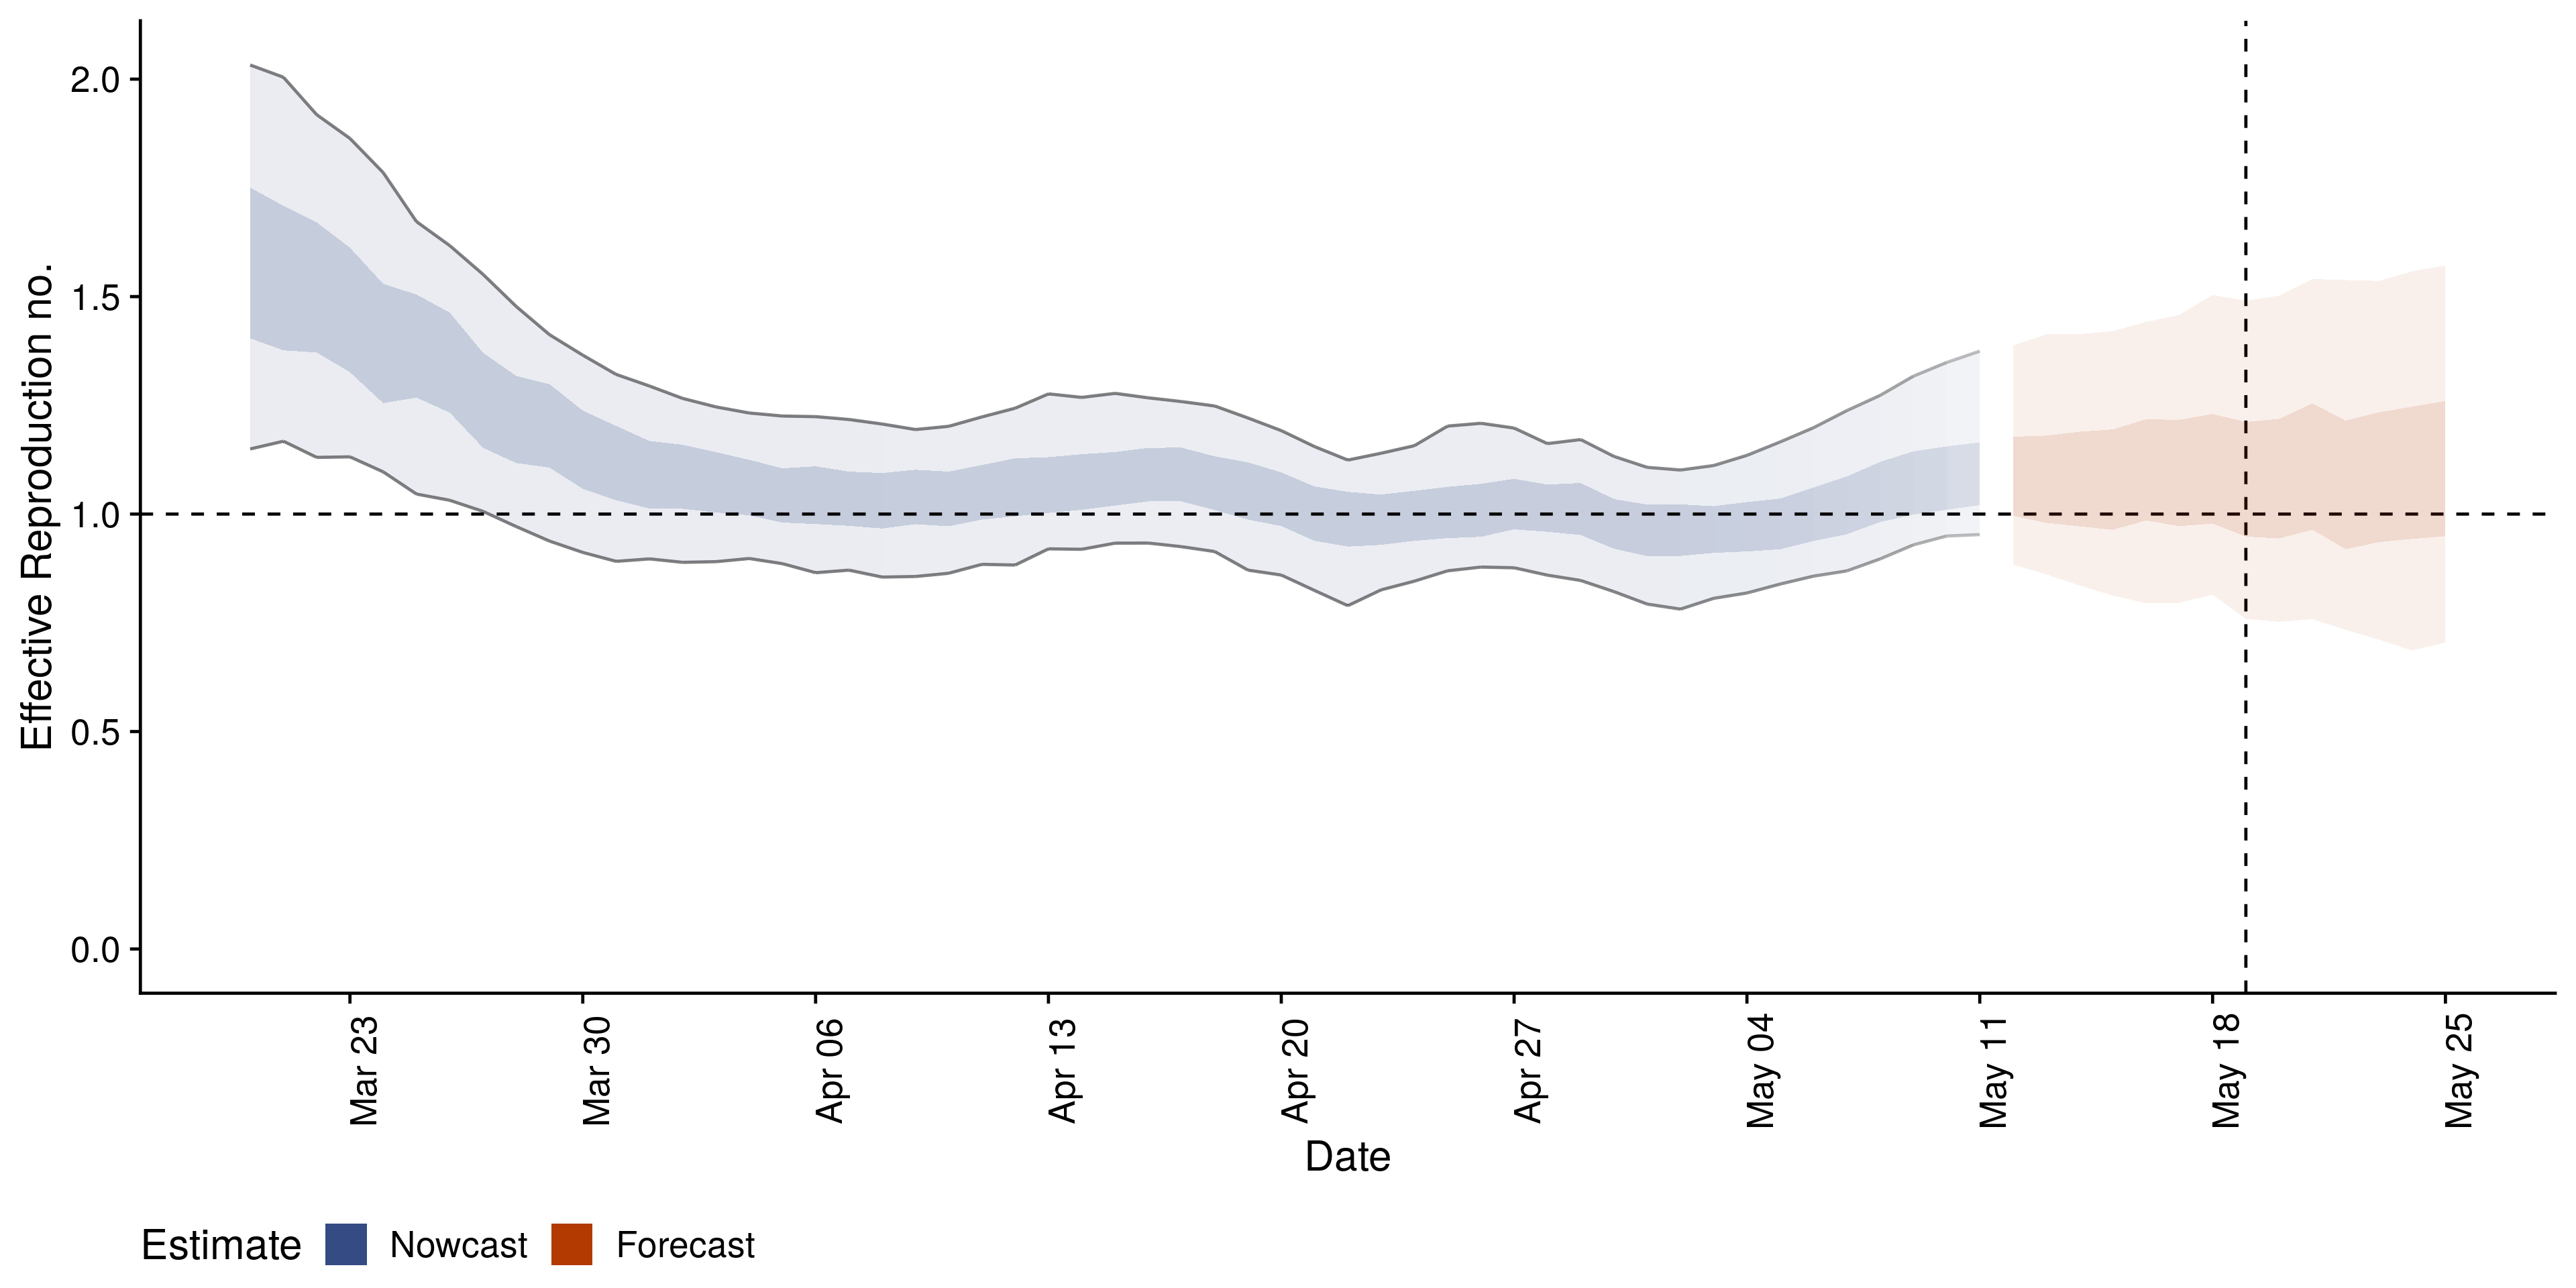 Effective Reproduction no.
2.0
1.5
1.0
0.5
0.0
Mar 23
Mar 30
Apr 06
Apr 13
Apr 20
Apr 27
May 04
May 11
May 18
May 25
Date
Estimate Nowcast Forecast